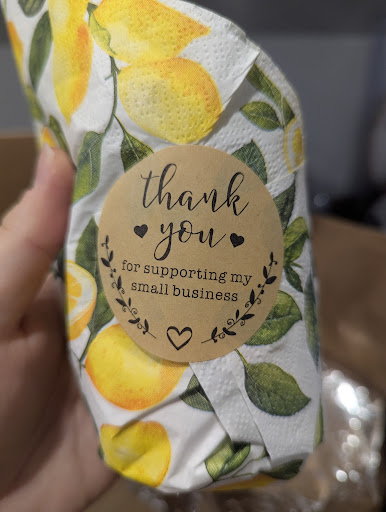 thank
you
for supporting my
small business